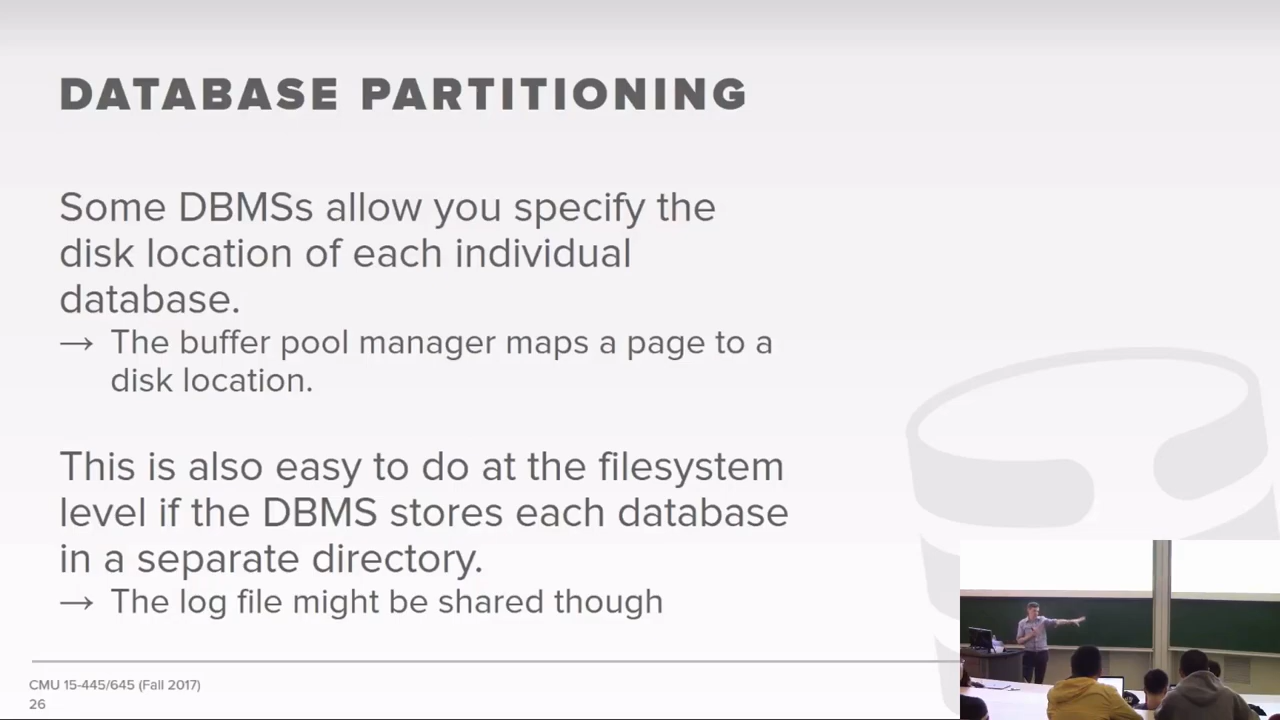 DATABASE PARTITIONING
Some DBMSs allow you specify the
disk location of each individual
database.
→ The buffer pool manager maps a page to a
disk location.
This is also easy to do at the filesystem
level if the DBMS stores each database
in a separate directory.
→ The log file might be shared though
CMU 15-445/645 (Fall 2017)
26